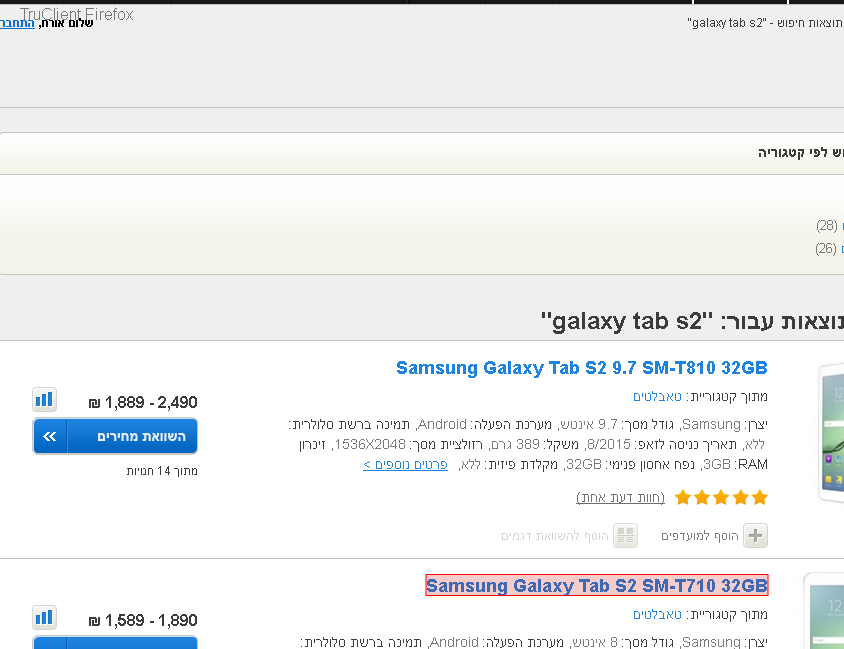 TruClient Firefox
שלום אורח, התחבר
תוצאות חיפוש - "galaxy tab s2"
לפי קטגוריה
(28)
(26)
תוצאות עבור: "galaxy tab s2"
Samsung Galaxy Tab S2 9.7 SM-T810 32GB
מתוך קטגוריית: טאבלטים
יצרן: Samsung, גודל מסך: 9.7 אינטש, מערכת הפעלה: Android, תמיכה ברשת סלולרית:
ללא, תאריך כניסה לזאפ: 8/2015, משקל: 389 גרם, רזולציית מסך: 1536X2048, זיכרון
RAM: 3GB, נפח אחסון פנימי: 32GB, מקלדת פיזית: ללא, פרטים נוספים >
(חוות דעת אחת)
הוסף למועדפים הוסף להשוואת דגמים
₪ 1,889 - 2,490
השוואת מחירים »
מתוך 14 חנויות
Samsung Galaxy Tab S2 SM-T710 32GB
מתוך קטגוריית: טאבלטים
יצרן: Samsung, גודל מסך: 8 אינטש, מערכת הפעלה: Android, תמיכה ברשת סלולרית:
₪ 1,589 - 1,890